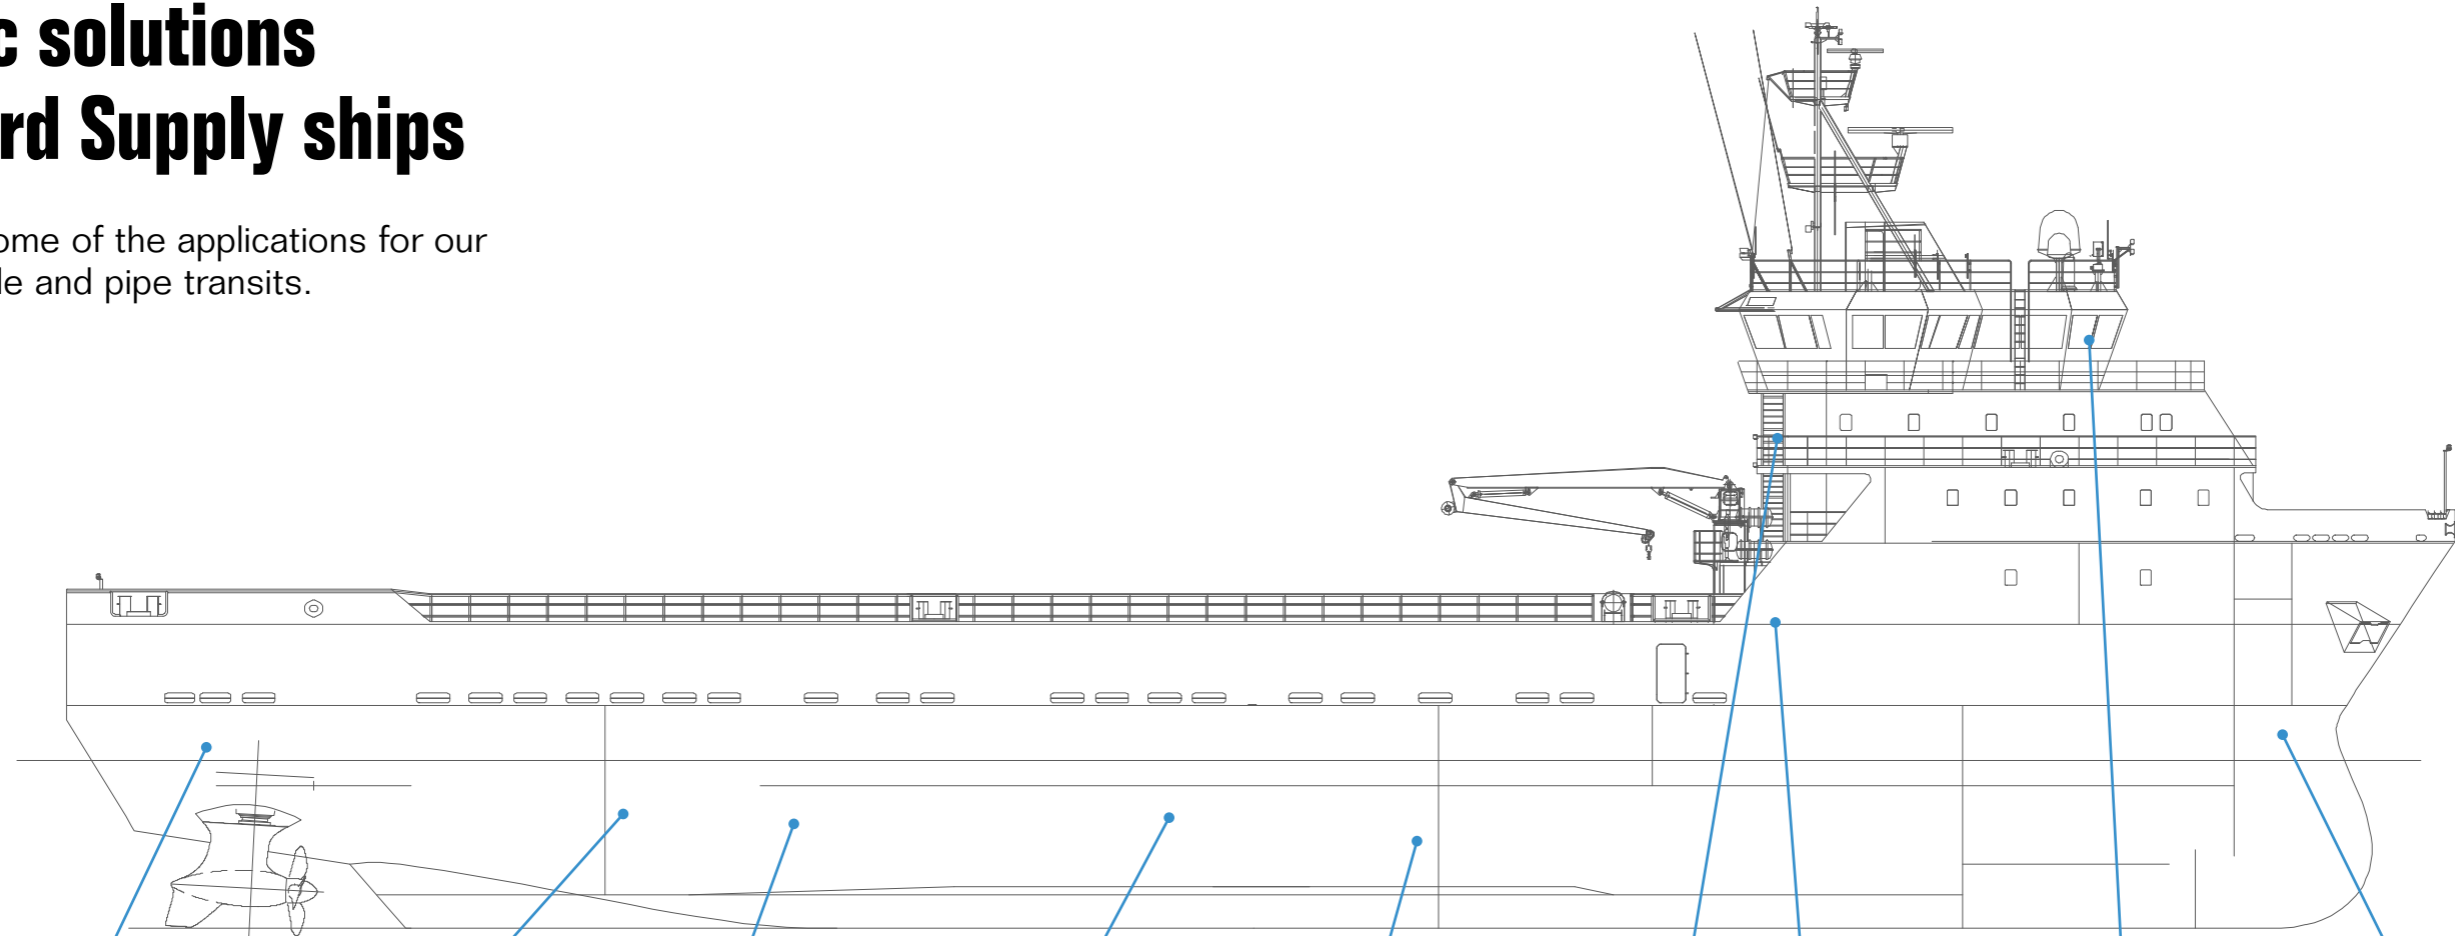 c solutions
rd Supply ships
ome of the applications for our
le and pipe transits.